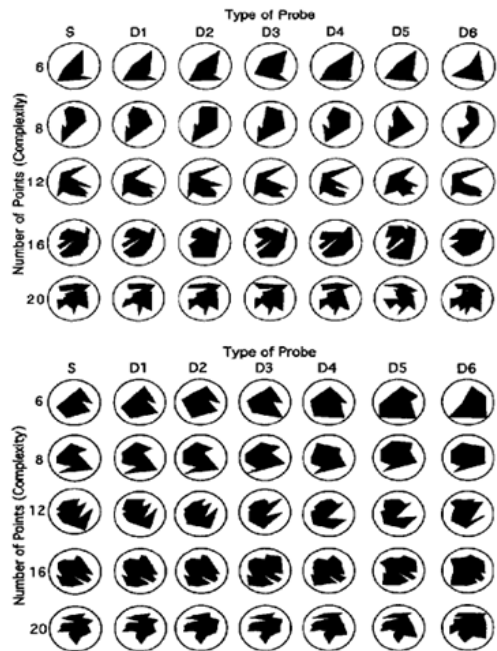 Type of Probe
S D1 D2 D3 D4 D5 D6
Number of Points (Complexity)
6
8
12
16
20
Type of Probe
S D1 D2 D3 D4 D5 D6
Number of Points (Complexity)
6
8
12
16
20